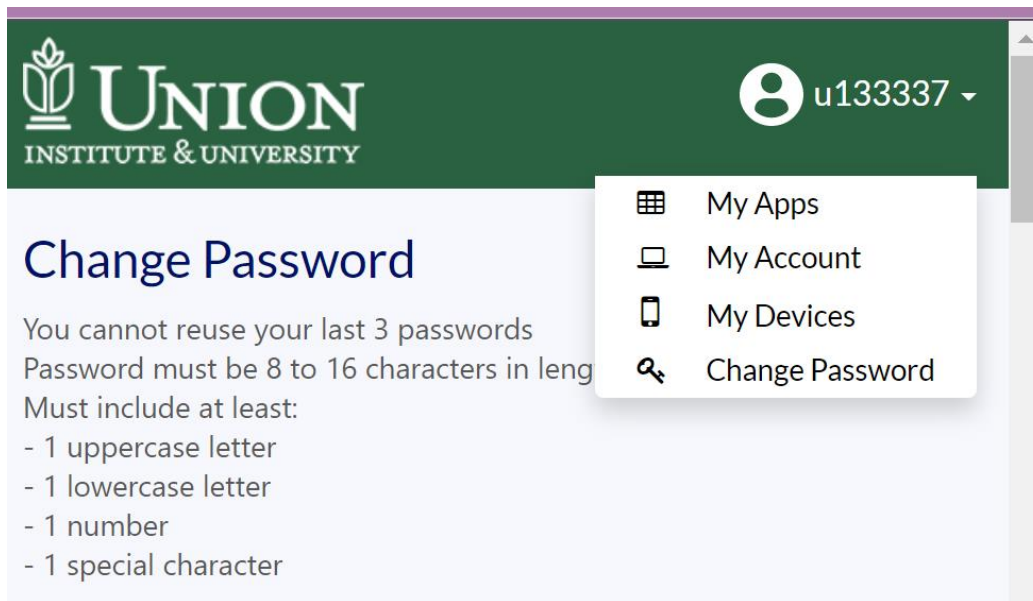 UNION
INSTITUTE & UNIVERSITY
u133337
My Apps
My Account
My Devices
Change Password
Change Password
You cannot reuse your last 3 passwords
Password must be 8 to 16 characters in leng
Must include at least:
- 1 uppercase letter
- 1 lowercase letter
- 1 number
- 1 special character